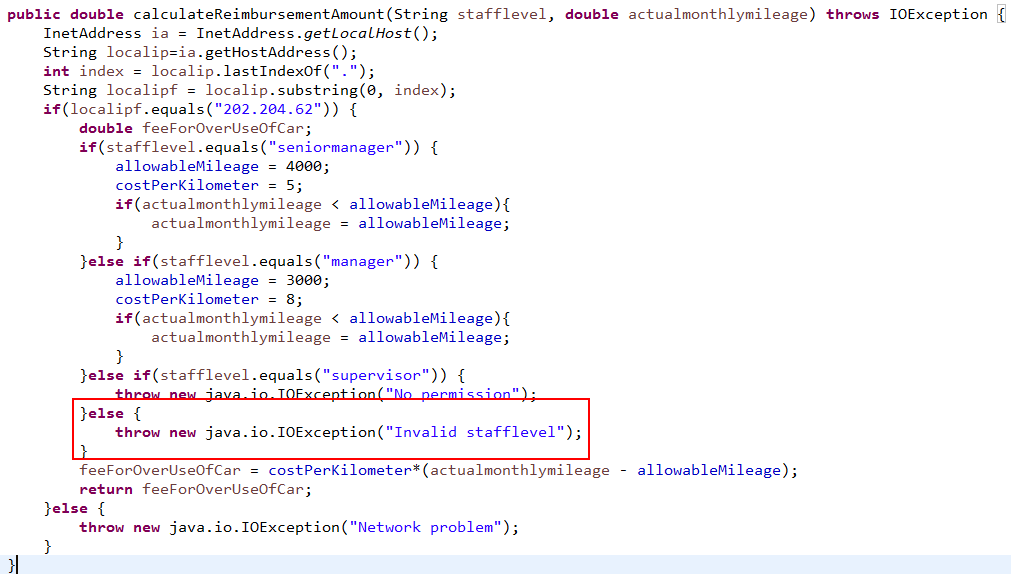 public double calculateReimbursementAmount(String stafflevel, double actualmonthlymileage) throws IOException {
    InetAddress ia = InetAddress.getLocalHost();
    String localip=ia.getHostAddress();
    int index = localip.lastIndexOf(".");
    String localipf = localip.substring(0, index);
    if(localipf.equals("202.204.62")) {
        double feeForOverUseOfCar;
        if(stafflevel.equals("seniormanager")) {
            allowableMileage = 4000;
            costPerKilometer = 5;
            if(actualmonthlymileage < allowableMileage){
                actualmonthlymileage = allowableMileage;
            }
        }else if(stafflevel.equals("manager")) {
            allowableMileage = 3000;
            costPerKilometer = 8;
            if(actualmonthlymileage < allowableMileage){
                actualmonthlymileage = allowableMileage;
            }
        }else if(stafflevel.equals("supervisor")) {
            throw new java.io.IOException("No permission");
        }else {
            throw new java.io.IOException("Invalid stafflevel");
        }
        feeForOverUseOfCar = costPerKilometer*(actualmonthlymileage - allowableMileage);
        return feeForOverUseOfCar;
    }else {
        throw new java.io.IOException("Network problem");
    }
}